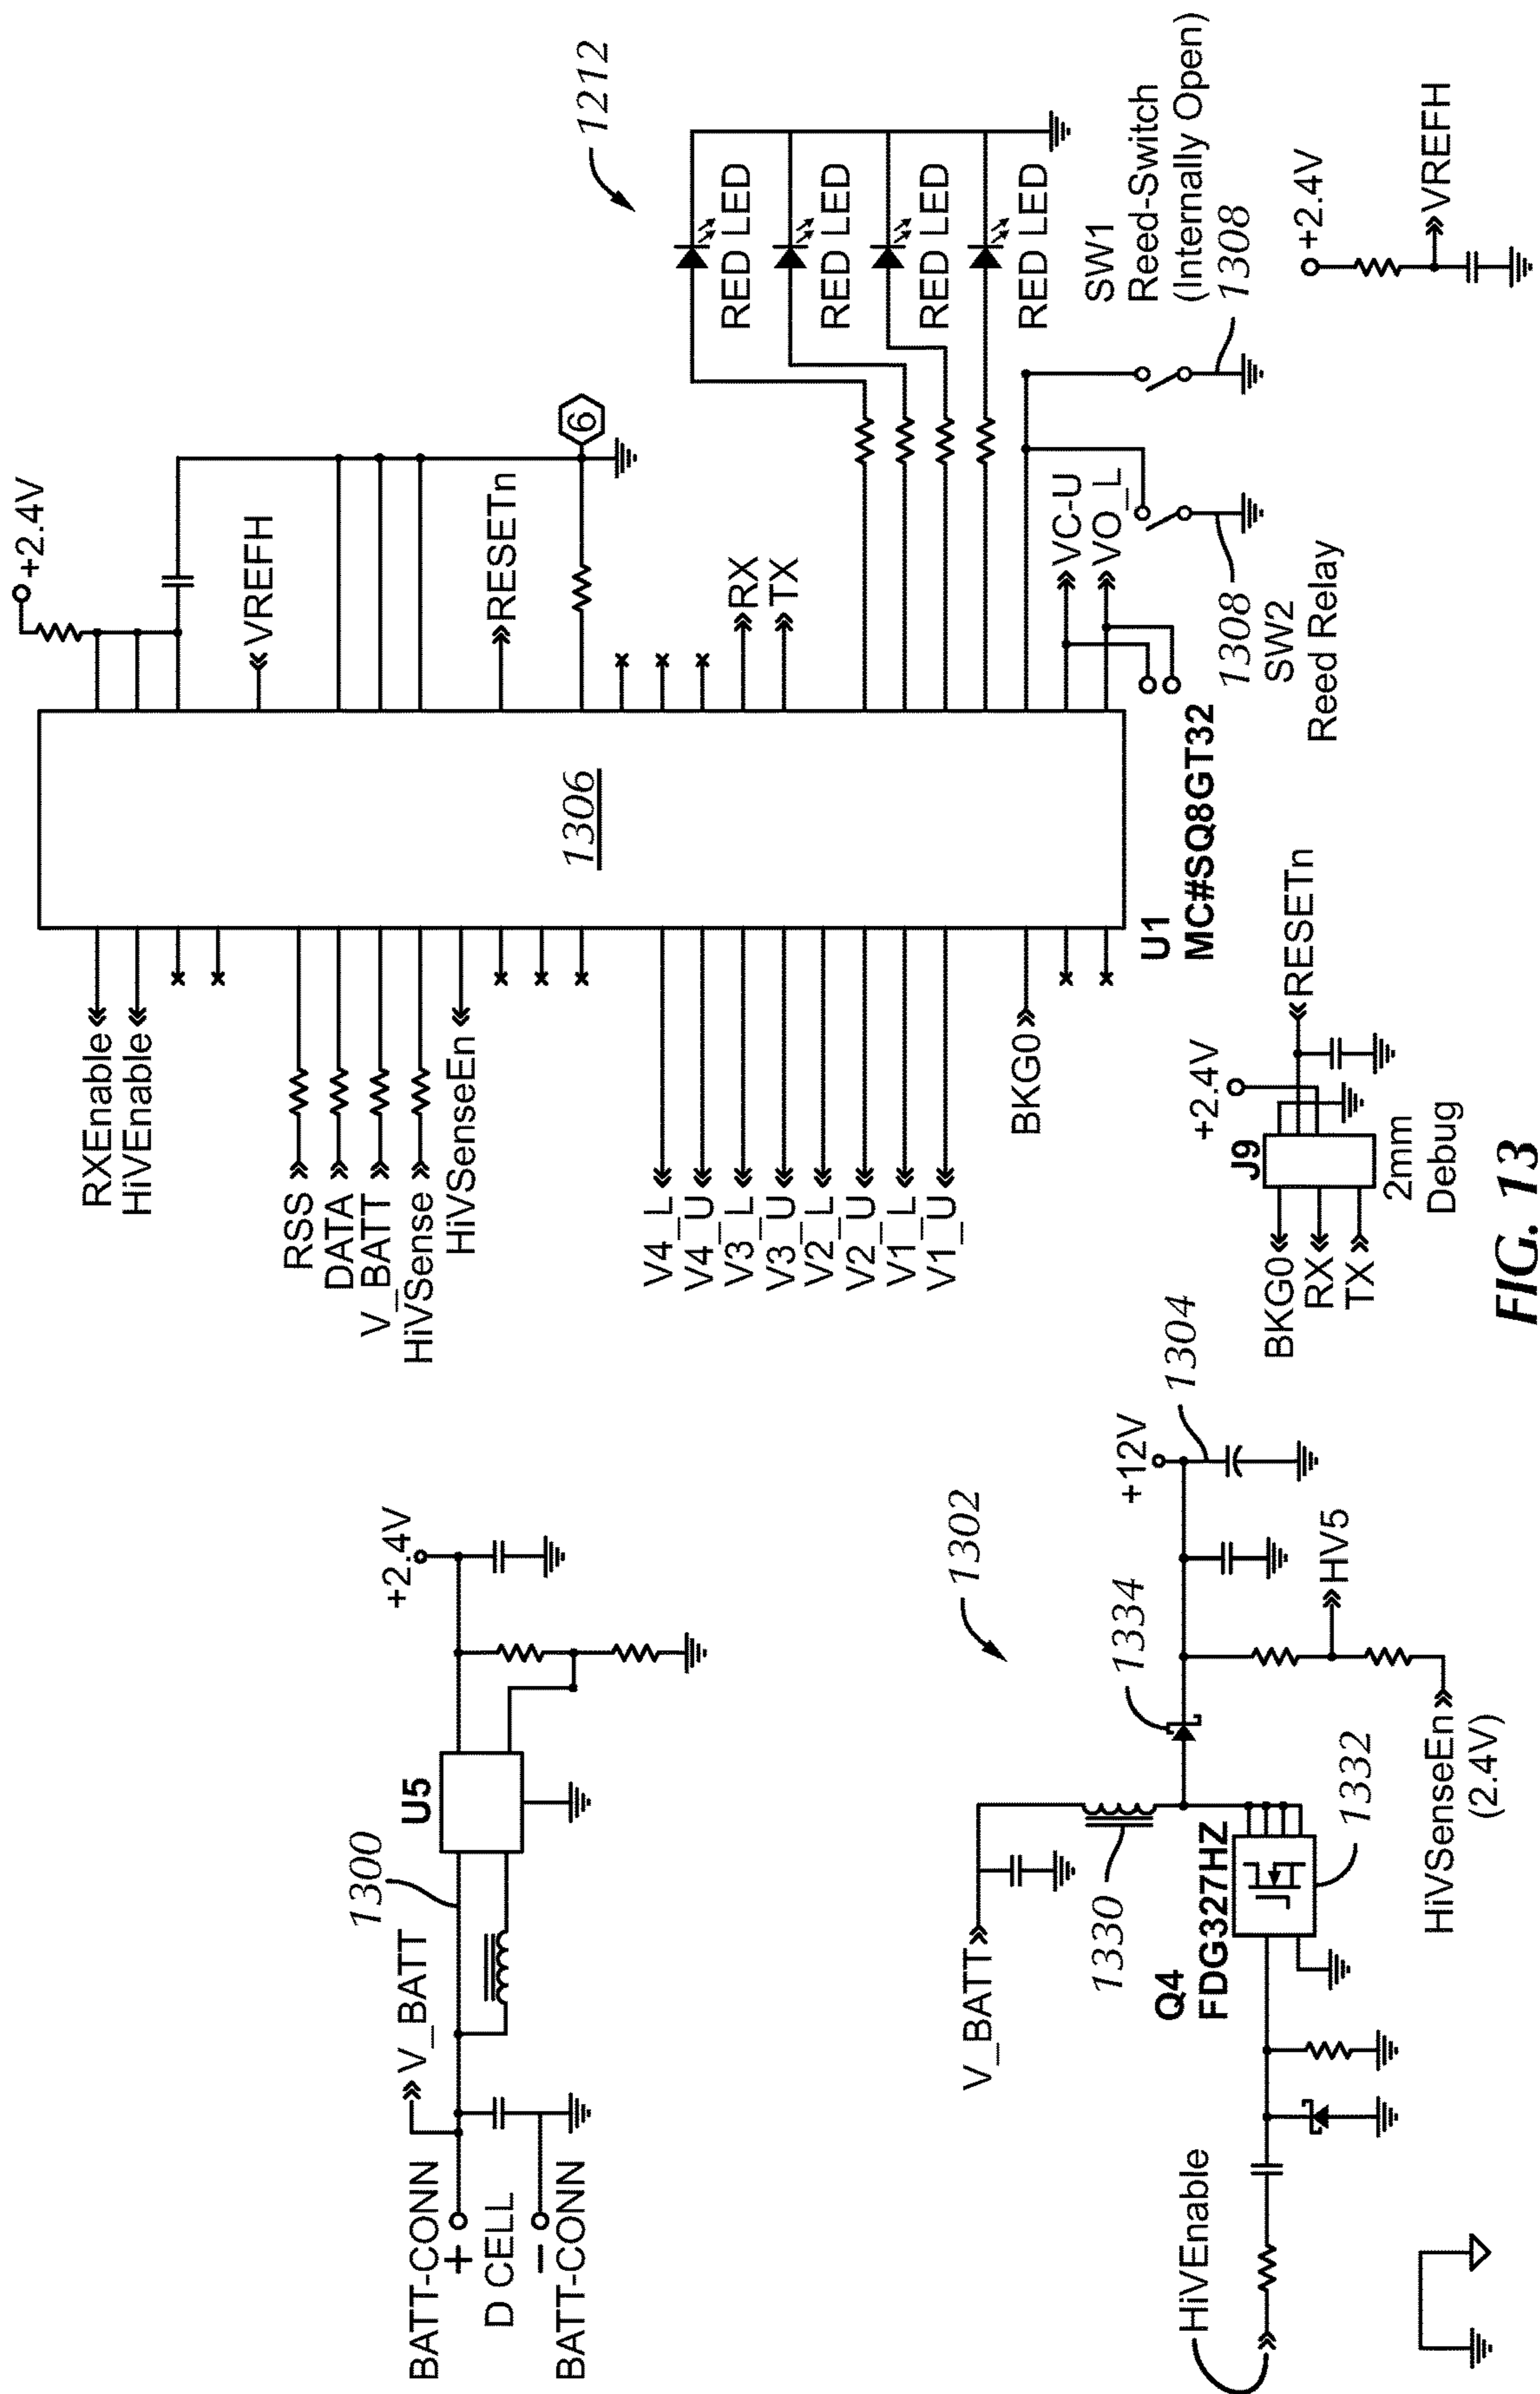 BATT-CONN
+
D CELL
–
BATT-CONN
V_BATT
1300
U5
+2.4V
HiVEnable
V_BATT
1330
Q4
FDG327HZ
1332
1334
1302
+12V
1304
HV5
HiVSenseEn
(2.4V)
RXEnable
HiVEnable
RSS
DATA
V_BATT
HiVSense
HiVSenseEn
V4_L
V4_U
V3_L
V3_U
V2_L
V2_U
V1_L
V1_U
BKG0
1306
U1
MC#SQ8GT32
+2.4V
VREFH
RESETn
6
RX
TX
VC-U
VO_L
1212
RED LED
RED LED
RED LED
RED LED
SW1
Reed-Switch
(Internally Open)
1308
1308
SW2
Reed Relay
BKG0
RX
TX
J9
2mm
Debug
+2.4V
RESETn
+2.4V
VREFH
FIG. 13